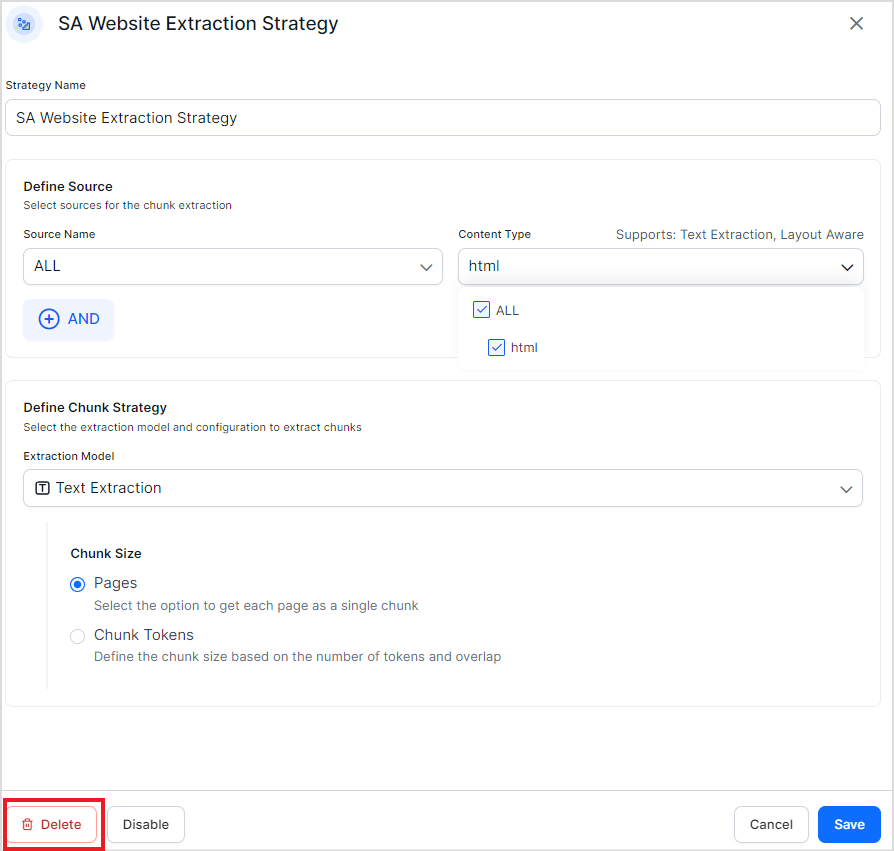 SA Website Extraction Strategy
Strategy Name
SA Website Extraction Strategy
Define Source
Select sources for the chunk extraction
Source Name
ALL
AND
Content Type
Supports: Text Extraction, Layout Aware
html
ALL
html
Define Chunk Strategy
Select the extraction model and configuration to extract chunks
Extraction Model
T Text Extraction
Chunk Size
Pages
Select the option to get each page as a single chunk
Chunk Tokens
Define the chunk size based on the number of tokens and overlap
Delete
Disable
Cancel
Save